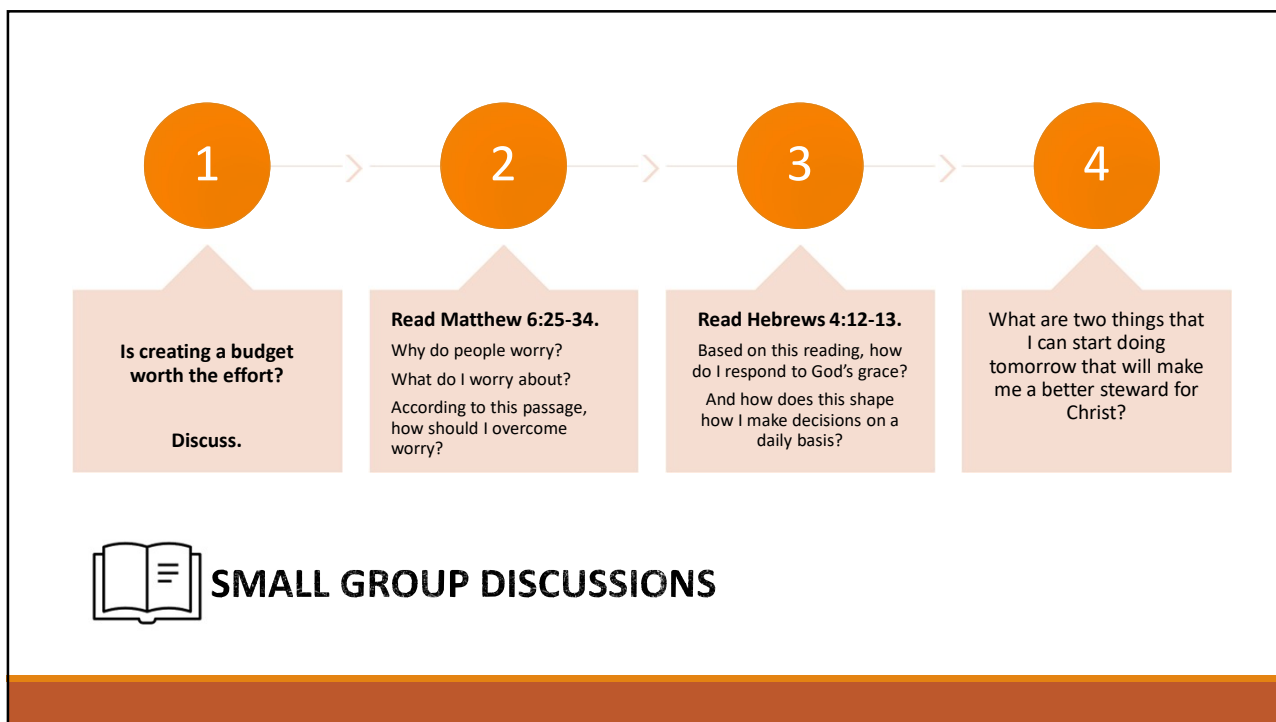 1
2
3
4
Is creating a budget
worth the effort?
Discuss.
Read Matthew 6:25-34.
Why do people worry?
What do I worry about?
According to this passage,
how should I overcome
worry?
Read Hebrews 4:12-13.
Based on this reading, how
do I respond to God’s grace?
And how does this shape
how I make decisions on a
daily basis?
What are two things that
I can start doing
tomorrow that will make
me a better steward for
Christ?
SMALL GROUP DISCUSSIONS